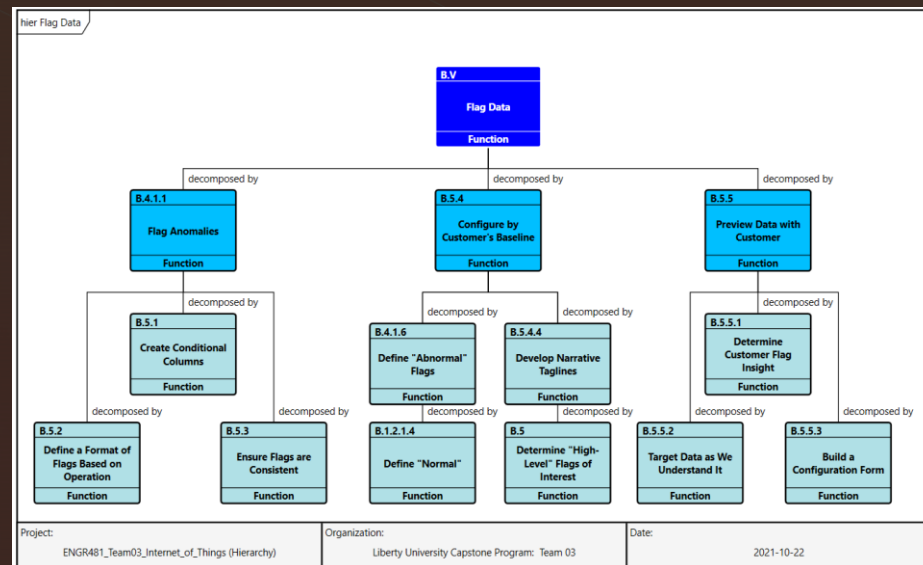 hier Flag Data
B.V
Flag Data
Function
decomposed by
decomposed by
decomposed by
B.4.1.1
Flag Anomalies
Function
B.5.4
Configure by
Customer's Baseline
Function
B.5.5
Preview Data with
Customer
Function
decomposed by
decomposed by
decomposed by
decomposed by
B.5.1
Create Conditional
Columns
Function
B.4.1.6
Define "Abnormal"
Flags
Function
B.5.4.4
Develop Narrative
Taglines
Function
B.5.5.1
Determine
Customer Flag
Insight
Function
decomposed by
decomposed by
decomposed by
decomposed by
B.5.2
Define a Format of
Flags Based on
Operation
Function
B.5.3
Ensure Flags are
Consistent
Function
B.1.2.1.4
Define "Normal"
Function
B.5
Determine "High-
Level" Flags of
Interest
Function
B.5.5.2
Target Data as We
Understand It
Function
B.5.5.3
Build a
Configuration Form
Function
Project:
ENGR481_Team03_Internet_of_Things (Hierarchy)
Organization:
Liberty University Capstone Program: Team 03
Date:
2021-10-22